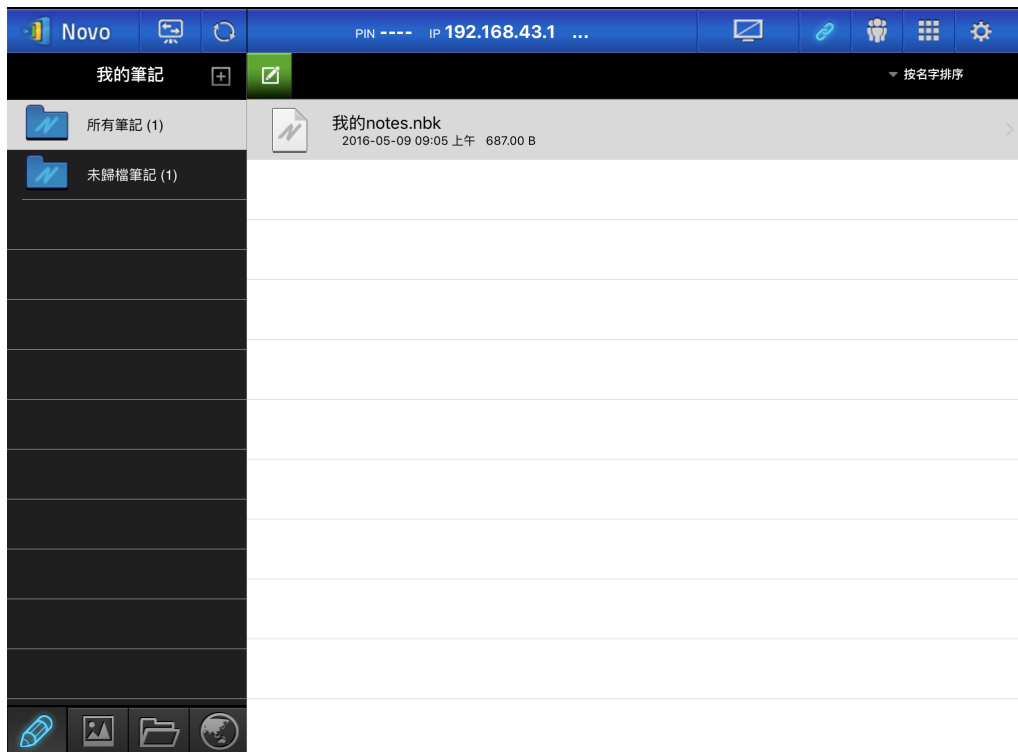 Novo
PIN ---- IP 192.168.43.1 ...
我的筆記
按名字排序
所有筆記 (1)
未歸檔筆記 (1)
我的notes.nbk
2016-05-09 09:05 上午 687.00 B